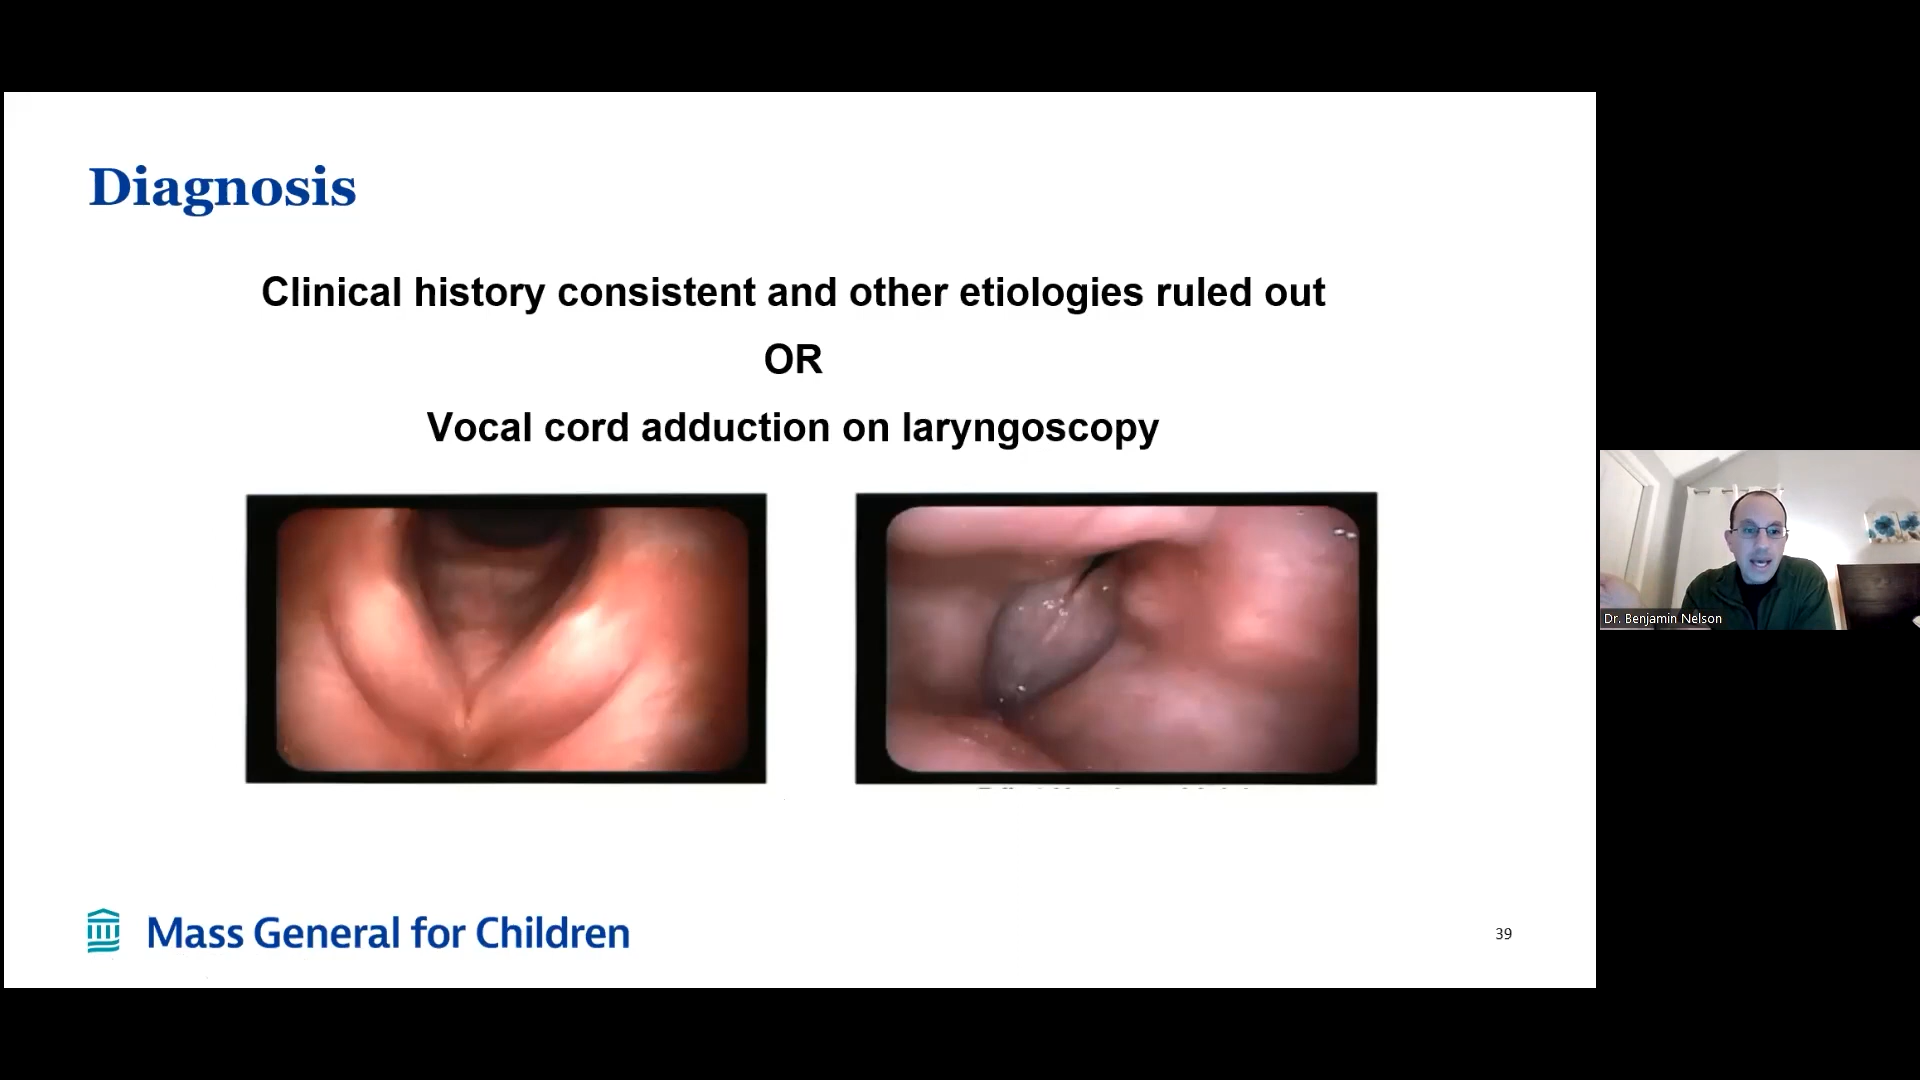 Diagnosis
Clinical history consistent and other etiologies ruled out
OR
Vocal cord adduction on laryngoscopy
Mass General for Children
39
Dr. Benjamin Nelson